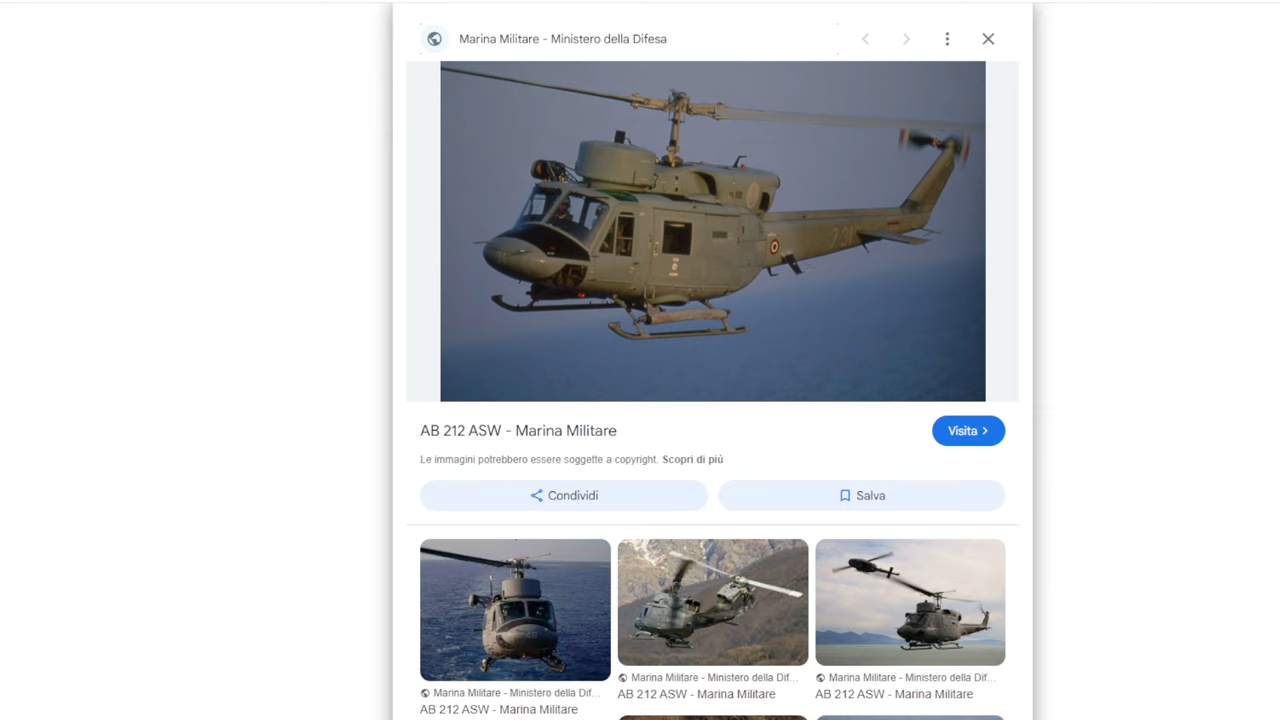 Marina Militare - Ministero della Difesa
AB 212 ASW - Marina Militare
Visita
Le immagini potrebbero essere soggette a copyright. Scopri di più
Condividi
Salva
Marina Militare - Ministero della Dif...
AB 212 ASW - Marina Militare
Marina Militare - Ministero della Dif...
AB 212 ASW - Marina Militare
Marina Militare - Ministero della Dif...
AB 212 ASW - Marina Militare